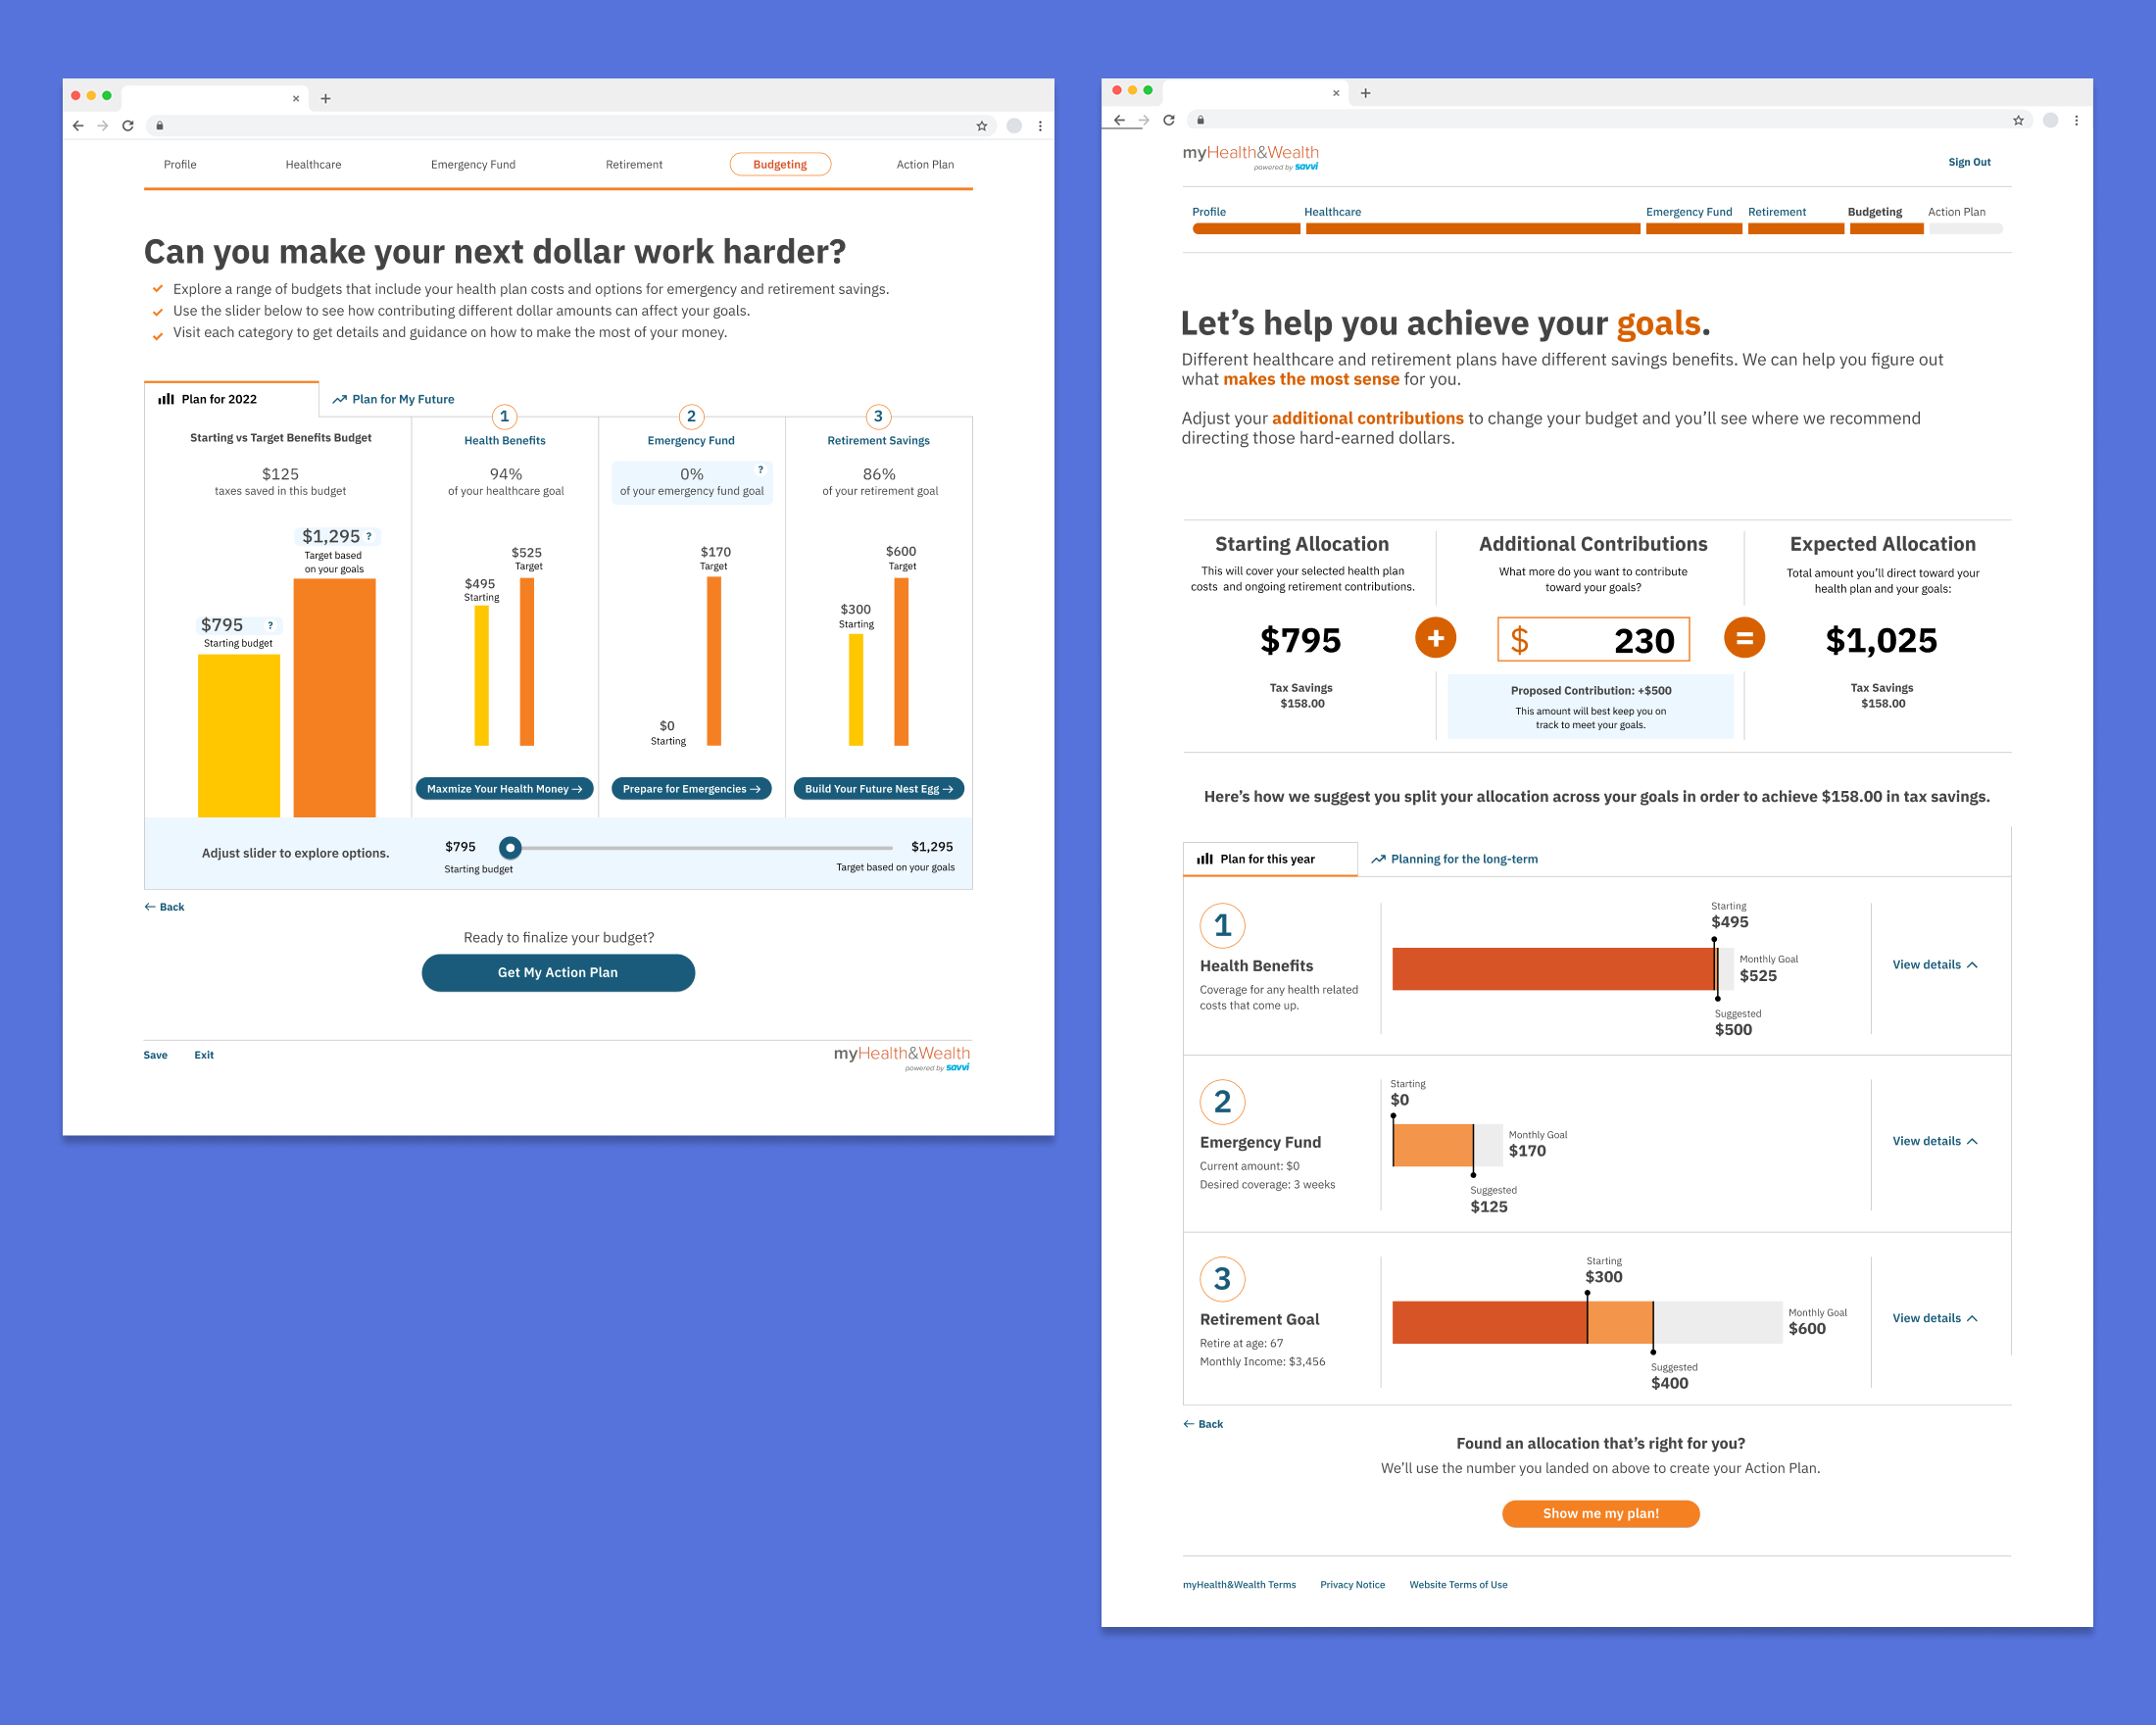 Profile
Healthcare
Emergency Fund
Retirement
Budgeting
Action Plan
Can you make your next dollar work harder?
Explore a range of budgets that include your health plan costs and options for emergency and retirement savings.
Use the slider below to see how contributing different dollar amounts can affect your goals.
Visit each category to get details and guidance on how to make the most of your money.
Plan for 2022
Plan for My Future
Starting vs Target Benefits Budget
$125
taxes saved in this budget
$1,295 ?
Target based
on your goals
$795 ?
Starting budget
1
Health Benefits
94%
of your healthcare goal
$525
Target
$495
Starting
Maxmize Your Health Money →
2
Emergency Fund
0% ?
of your emergency fund goal
$170
Target
$0
Starting
Prepare for Emergencies →
3
Retirement Savings
86%
of your retirement goal
$600
Target
$300
Starting
Build Your Future Nest Egg →
Adjust slider to explore options.
$795
Starting budget
$1,295
Target based on your goals
← Back
Ready to finalize your budget?
Get My Action Plan
Save
Exit
myHealth&Wealth
powered by savvi
myHealth&Wealth
powered by savvi
Sign Out
Profile
Healthcare
Emergency Fund
Retirement
Budgeting
Action Plan
Let’s help you achieve your goals.
Different healthcare and retirement plans have different savings benefits. We can help you figure out
what makes the most sense for you.
Adjust your additional contributions to change your budget and you’ll see where we recommend
directing those hard-earned dollars.
Starting Allocation
This will cover your selected health plan
costs and ongoing retirement contributions.
$795
Tax Savings
$158.00
+
Additional Contributions
What more do you want to contribute
toward your goals?
$ 230
Proposed Contribution: +$500
This amount will best keep you on
track to meet your goals.
=
Expected Allocation
Total amount you’ll direct toward your
health plan and your goals:
$1,025
Tax Savings
$158.00
Here’s how we suggest you split your allocation across your goals in order to achieve $158.00 in tax savings.
Plan for this year
Planning for the long-term
1
Health Benefits
Coverage for any health related
costs that come up.
Starting
$495
Monthly Goal
$525
Suggested
$500
View details
2
Emergency Fund
Current amount: $0
Desired coverage: 3 weeks
Starting
$0
Monthly Goal
$170
Suggested
$125
View details
3
Retirement Goal
Retire at age: 67
Monthly Income: $3,456
Starting
$300
Monthly Goal
$600
Suggested
$400
View details
← Back
Found an allocation that’s right for you?
We’ll use the number you landed on above to create your Action Plan.
Show me my plan!
myHealth&Wealth Terms
Privacy Notice
Website Terms of Use